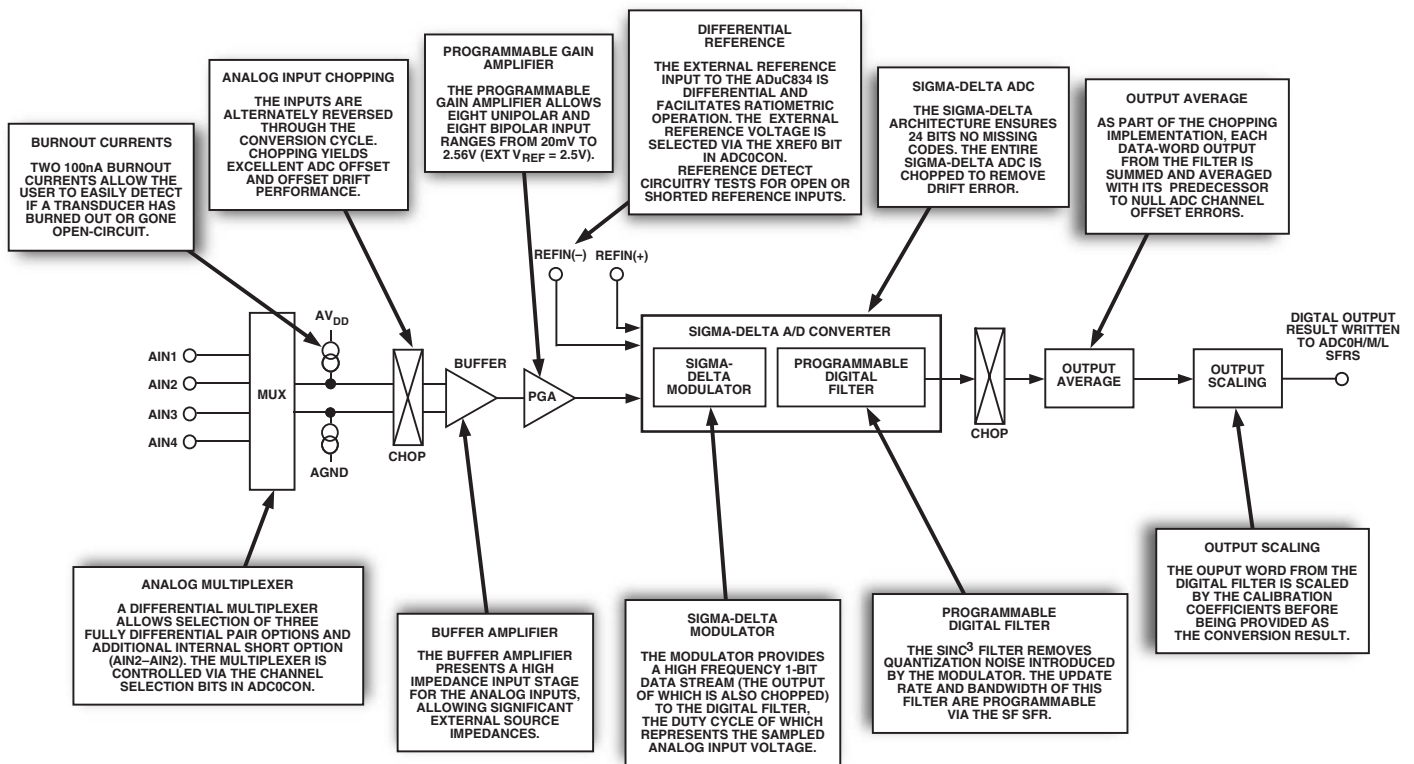 BURNOUT CURRENTS
TWO 100nA BURNOUT
CURRENTS ALLOW THE
USER TO EASILY DETECT
IF A TRANSDUCER HAS
BURNED OUT OR GONE
OPEN-CIRCUIT.
ANALOG INPUT CHOPPING
THE INPUTS ARE
ALTERNATELY REVERSED
THROUGH THE
CONVERSION CYCLE.
CHOPPING YIELDS
EXCELLENT ADC OFFSET
AND OFFSET DRIFT
PERFORMANCE.
PROGRAMMABLE GAIN
AMPLIFIER
THE PROGRAMMABLE
GAIN AMPLIFIER ALLOWS
EIGHT UNIPOLAR AND
EIGHT BIPOLAR INPUT
RANGES FROM 20mV TO
2.56V (EXT VREF = 2.5V).
DIFFERENTIAL
REFERENCE
THE EXTERNAL REFERENCE
INPUT TO THE ADuC834 IS
DIFFERENTIAL AND
FACILITATES RATIOMETRIC
OPERATION. THE EXTERNAL
REFERENCE VOLTAGE IS
SELECTED VIA THE XREF0 BIT
IN ADC0CON.
REFERENCE DETECT
CIRCUITRY TESTS FOR OPEN OR
SHORTED REFERENCE INPUTS.
SIGMA-DELTA ADC
THE SIGMA-DELTA
ARCHITECTURE ENSURES
24 BITS NO MISSING
CODES. THE ENTIRE
SIGMA-DELTA ADC IS
CHOPPED TO REMOVE
DRIFT ERROR.
OUTPUT AVERAGE
AS PART OF THE CHOPPING
IMPLEMENTATION, EACH
DATA-WORD OUTPUT
FROM THE FILTER IS
SUMMED AND AVERAGED
WITH ITS PREDECESSOR
TO NULL ADC CHANNEL
OFFSET ERRORS.
REFIN(–) REFIN(+)
AIN1
AIN2
AIN3
AIN4
MUX
AVDD
AGND
CHOP
BUFFER
PGA
SIGMA-DELTA A/D CONVERTER
SIGMA-
DELTA
MODULATOR
PROGRAMMABLE
DIGITAL
FILTER
CHOP
OUTPUT
AVERAGE
OUTPUT
SCALING
DIGTAL OUTPUT
RESULT WRITTEN
TO ADC0H/M/L
SFRS
ANALOG MULTIPLEXER
A DIFFERENTIAL MULTIPLEXER
ALLOWS SELECTION OF THREE
FULLY DIFFERENTIAL PAIR OPTIONS AND
ADDITIONAL INTERNAL SHORT OPTION
(AIN2–AIN2). THE MULTIPLEXER IS
CONTROLLED VIA THE CHANNEL
SELECTION BITS IN ADC0CON.
BUFFER AMPLIFIER
THE BUFFER AMPLIFIER
PRESENTS A HIGH
IMPEDANCE INPUT STAGE
FOR THE ANALOG INPUTS,
ALLOWING SIGNIFICANT
EXTERNAL SOURCE
IMPEDANCES.
SIGMA-DELTA
MODULATOR
THE MODULATOR PROVIDES
A HIGH FREQUENCY 1-BIT
DATA STREAM (THE OUTPUT
OF WHICH IS ALSO CHOPPED)
TO THE DIGITAL FILTER,
THE DUTY CYCLE OF WHICH
REPRESENTS THE SAMPLED
ANALOG INPUT VOLTAGE.
PROGRAMMABLE
DIGITAL FILTER
THE SINC3 FILTER REMOVES
QUANTIZATION NOISE INTRODUCED
BY THE MODULATOR. THE UPDATE
RATE AND BANDWIDTH OF THIS
FILTER ARE PROGRAMMABLE
VIA THE SF SFR.
OUTPUT SCALING
THE OUPUT WORD FROM THE
DIGITAL FILTER IS SCALED
BY THE CALIBRATION
COEFFICIENTS BEFORE
BEING PROVIDED AS
THE CONVERSION RESULT.